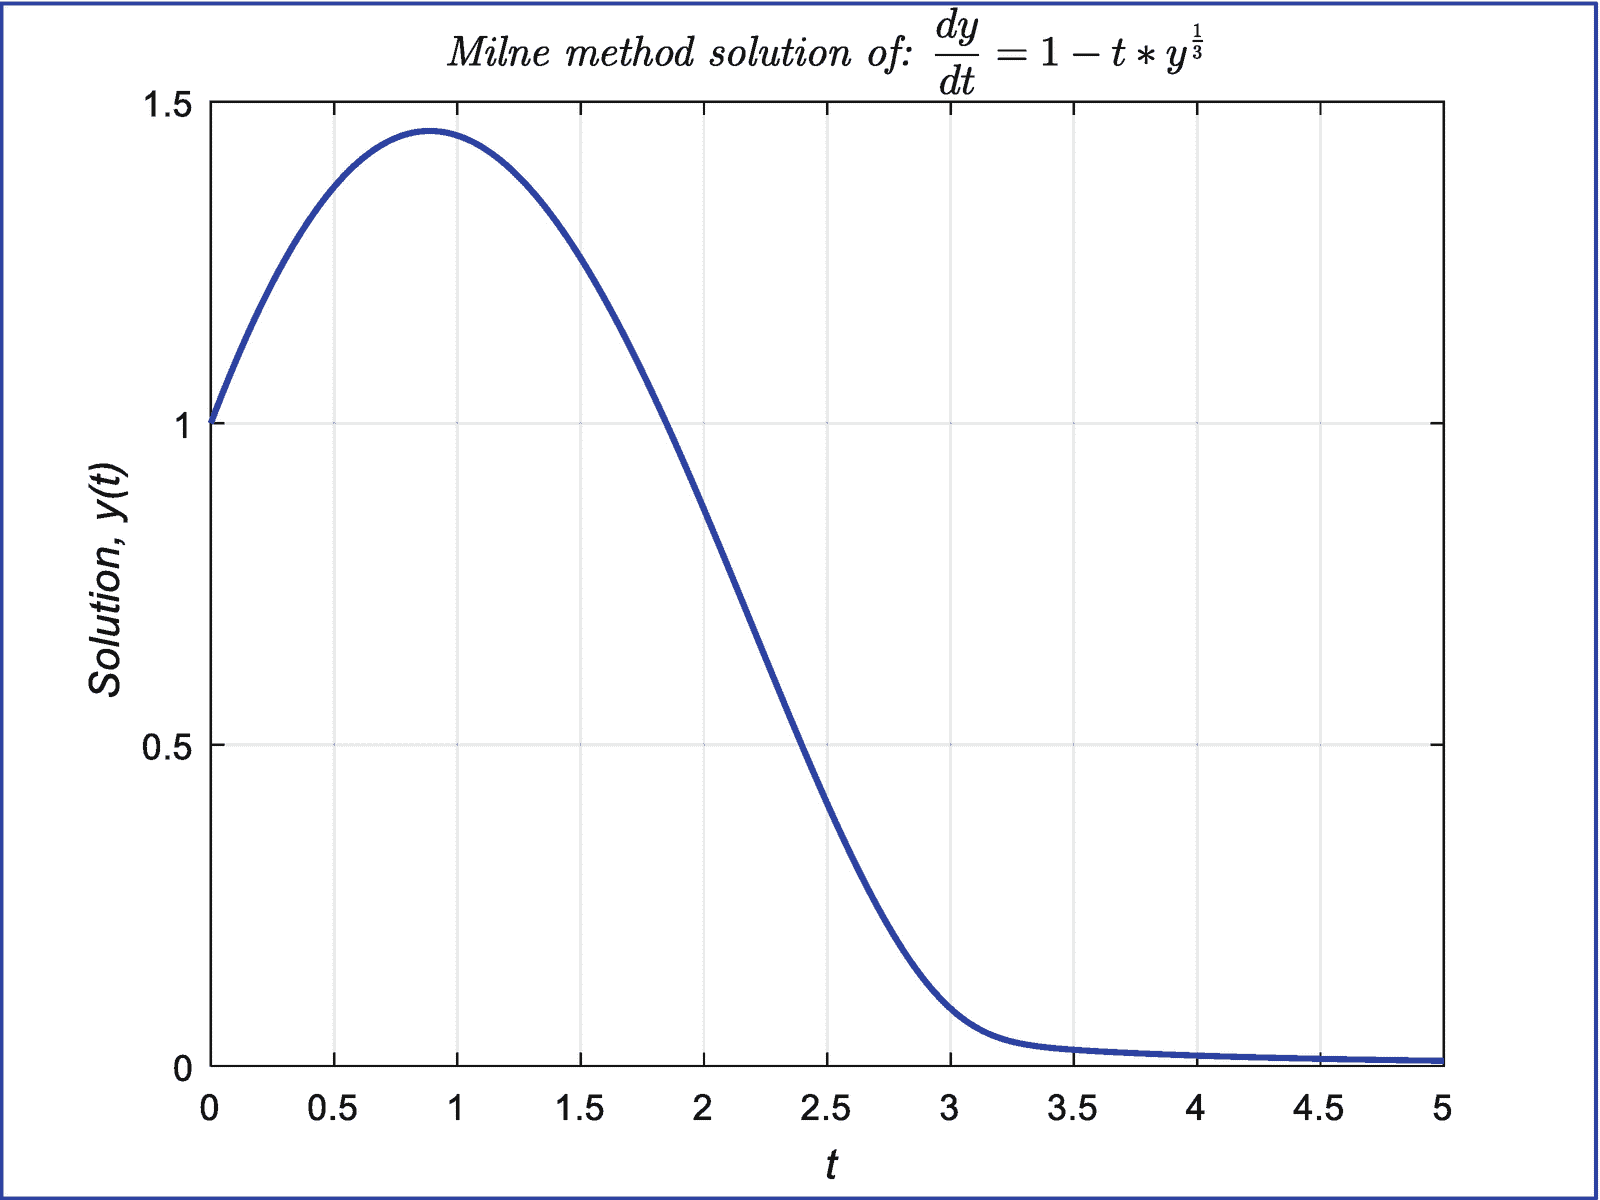 Milne method solution of: dy/dt = 1 − t ∗ y^{1/3}
1.5
1
0.5
0
Solution, y(t)
0 0.5 1 1.5 2 2.5 3 3.5 4 4.5 5
t